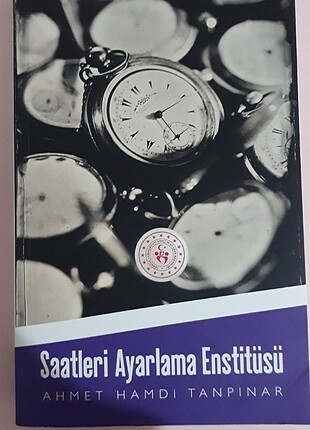 Saatleri Ayarlama Enstitüsü
AHMET HAMDİ TANPINAR